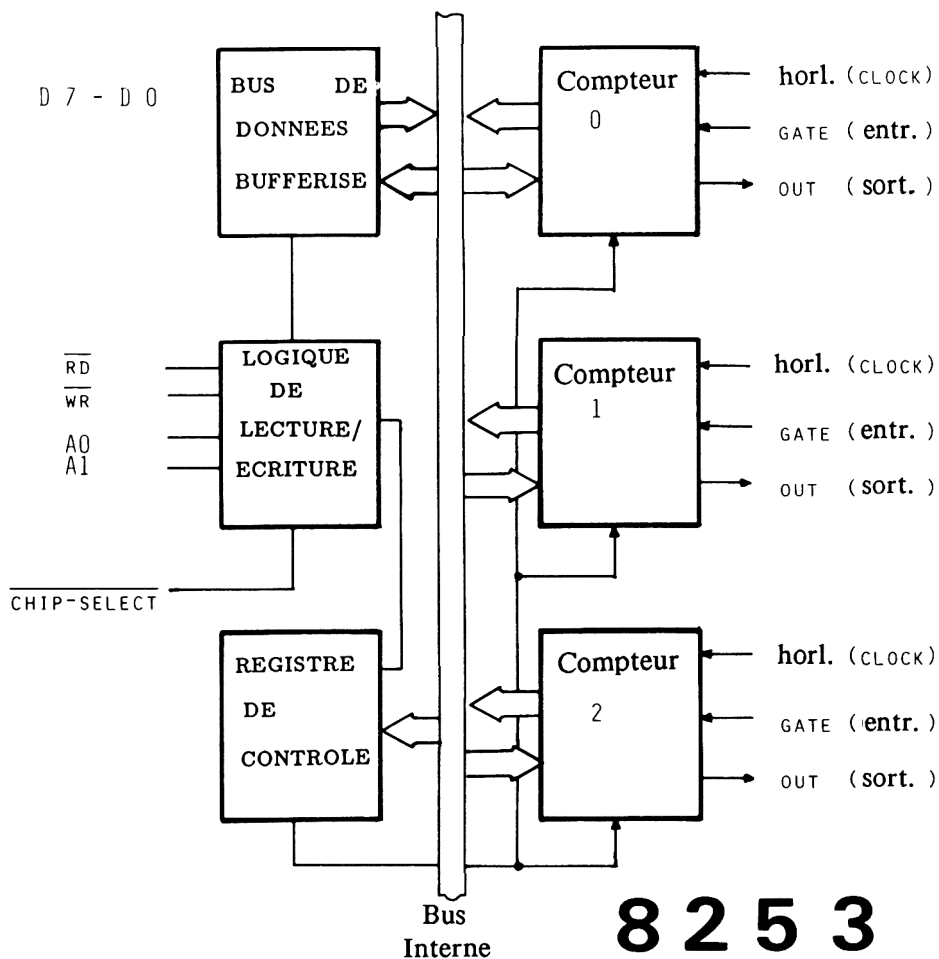 D7-D0
BUS DE
DONNEES
BUFFERISE
Compteur
0
horl. (CLOCK)
GATE (entr.)
OUT (sort.)
RD
WR
A0
A1
LOGIQUE
DE
LECTURE/
ECRITURE
Compteur
1
horl. (CLOCK)
GATE (entr.)
OUT (sort.)
CHIP-SELECT
REGISTRE
DE
CONTROLE
Compteur
2
horl. (CLOCK)
GATE (entr.)
OUT (sort.)
Bus
Interne
8253